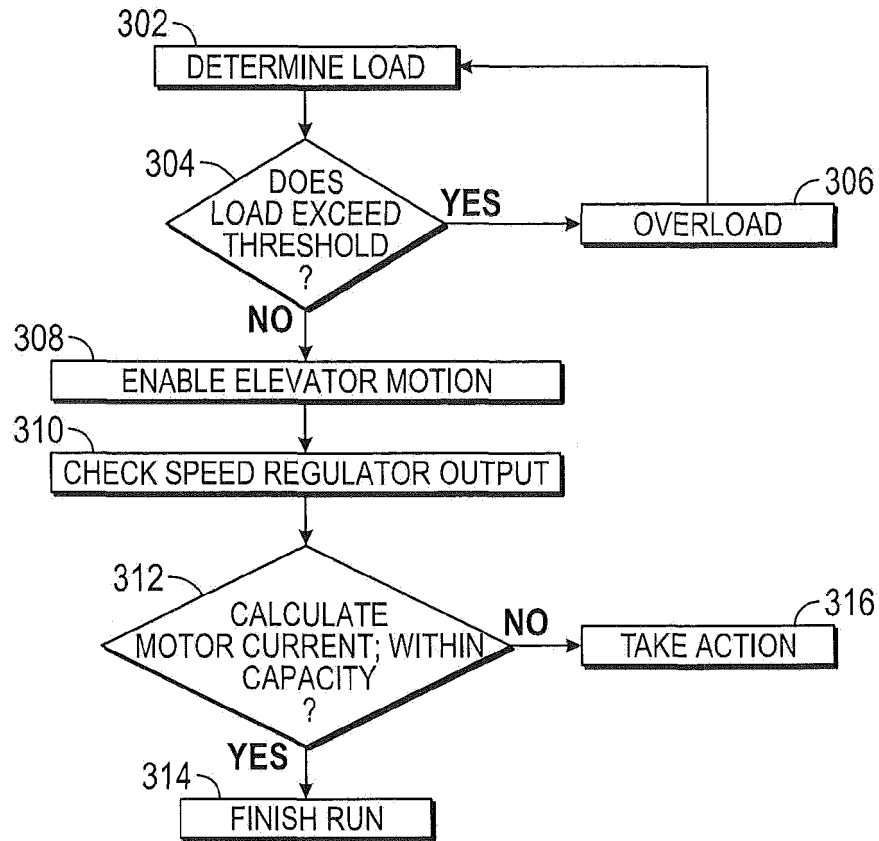 302
DETERMINE LOAD
304
DOES
LOAD EXCEED
THRESHOLD
?
YES
306
OVERLOAD
NO
308
ENABLE ELEVATOR MOTION
310
CHECK SPEED REGULATOR OUTPUT
312
CALCULATE
MOTOR CURRENT; WITHIN
CAPACITY
?
NO
316
TAKE ACTION
YES
314
FINISH RUN